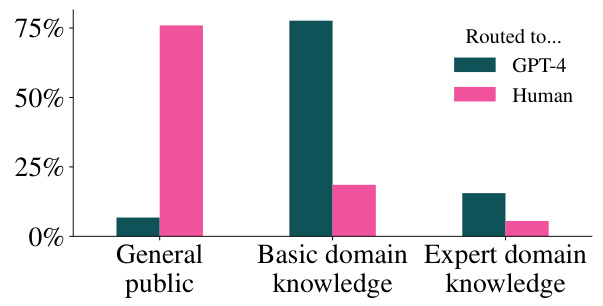 75%
50%
25%
0%
Routed to...
GPT-4
Human
General public
Basic domain knowledge
Expert domain knowledge